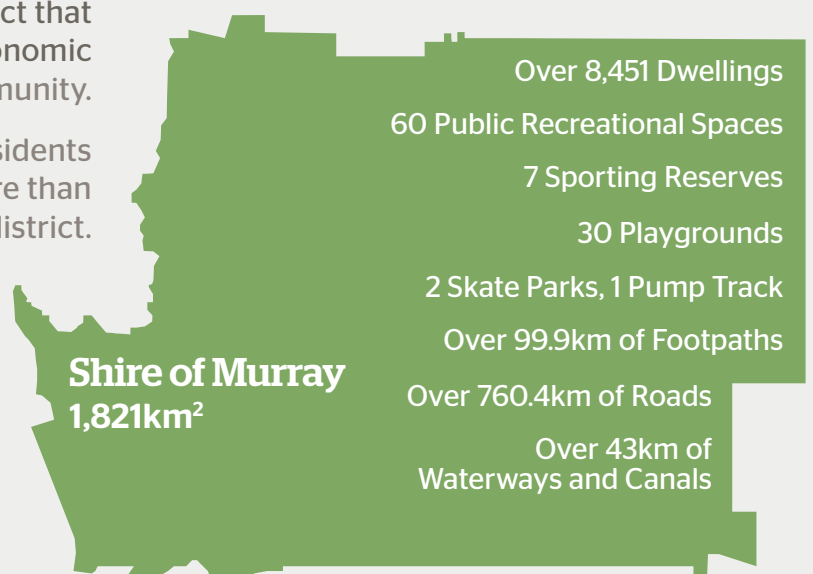 ct that
onomic
munity.
sidents
re than
district.
Over 8,451 Dwellings
60 Public Recreational Spaces
7 Sporting Reserves
30 Playgrounds
2 Skate Parks, 1 Pump Track
Over 99.9km of Footpaths
Over 760.4km of Roads
Over 43km of
Waterways and Canals
Shire of Murray
1,821km²